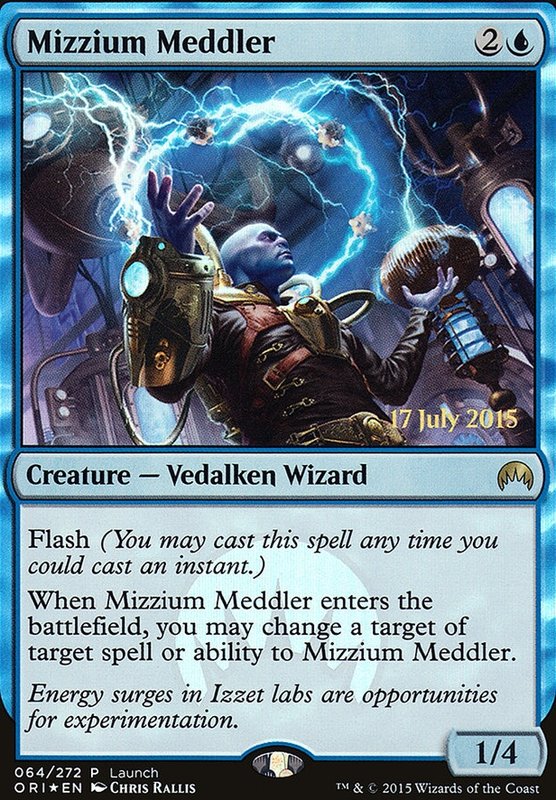 Mizzium Meddler 2
17 July 2015
Creature — Vedalken Wizard
Flash (You may cast this spell any time you
could cast an instant.)
When Mizzium Meddler enters the
battlefield, you may change a target of
target spell or ability to Mizzium Meddler.
Energy surges in Izzet labs are opportunities
for experimentation.
1/4
064/272 P Launch
ORI★EN Chris Rallis
™ & © 2015 Wizards of the Coast